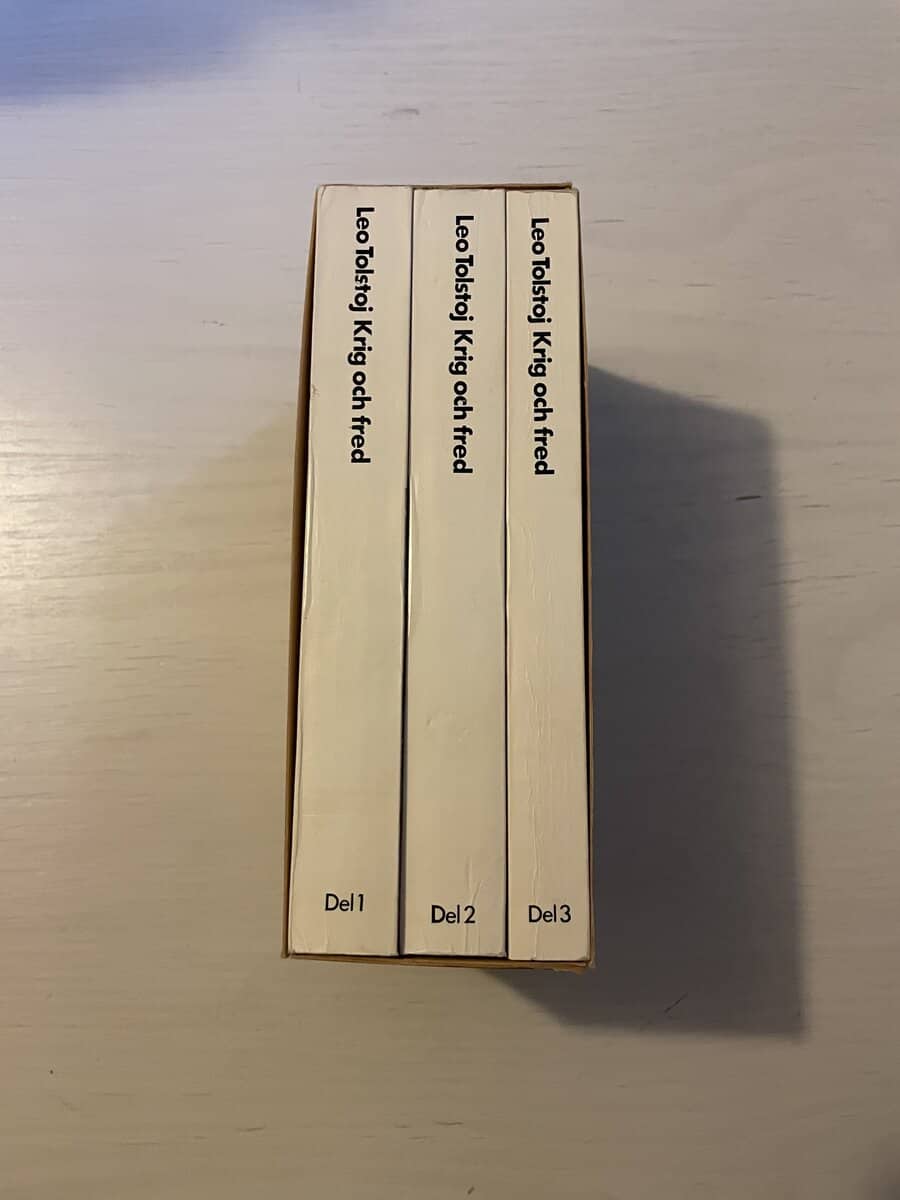 Leo Tolstoj Krig och fred
Del 1
Leo Tolstoj Krig och fred
Del 2
Leo Tolstoj Krig och fred
Del 3